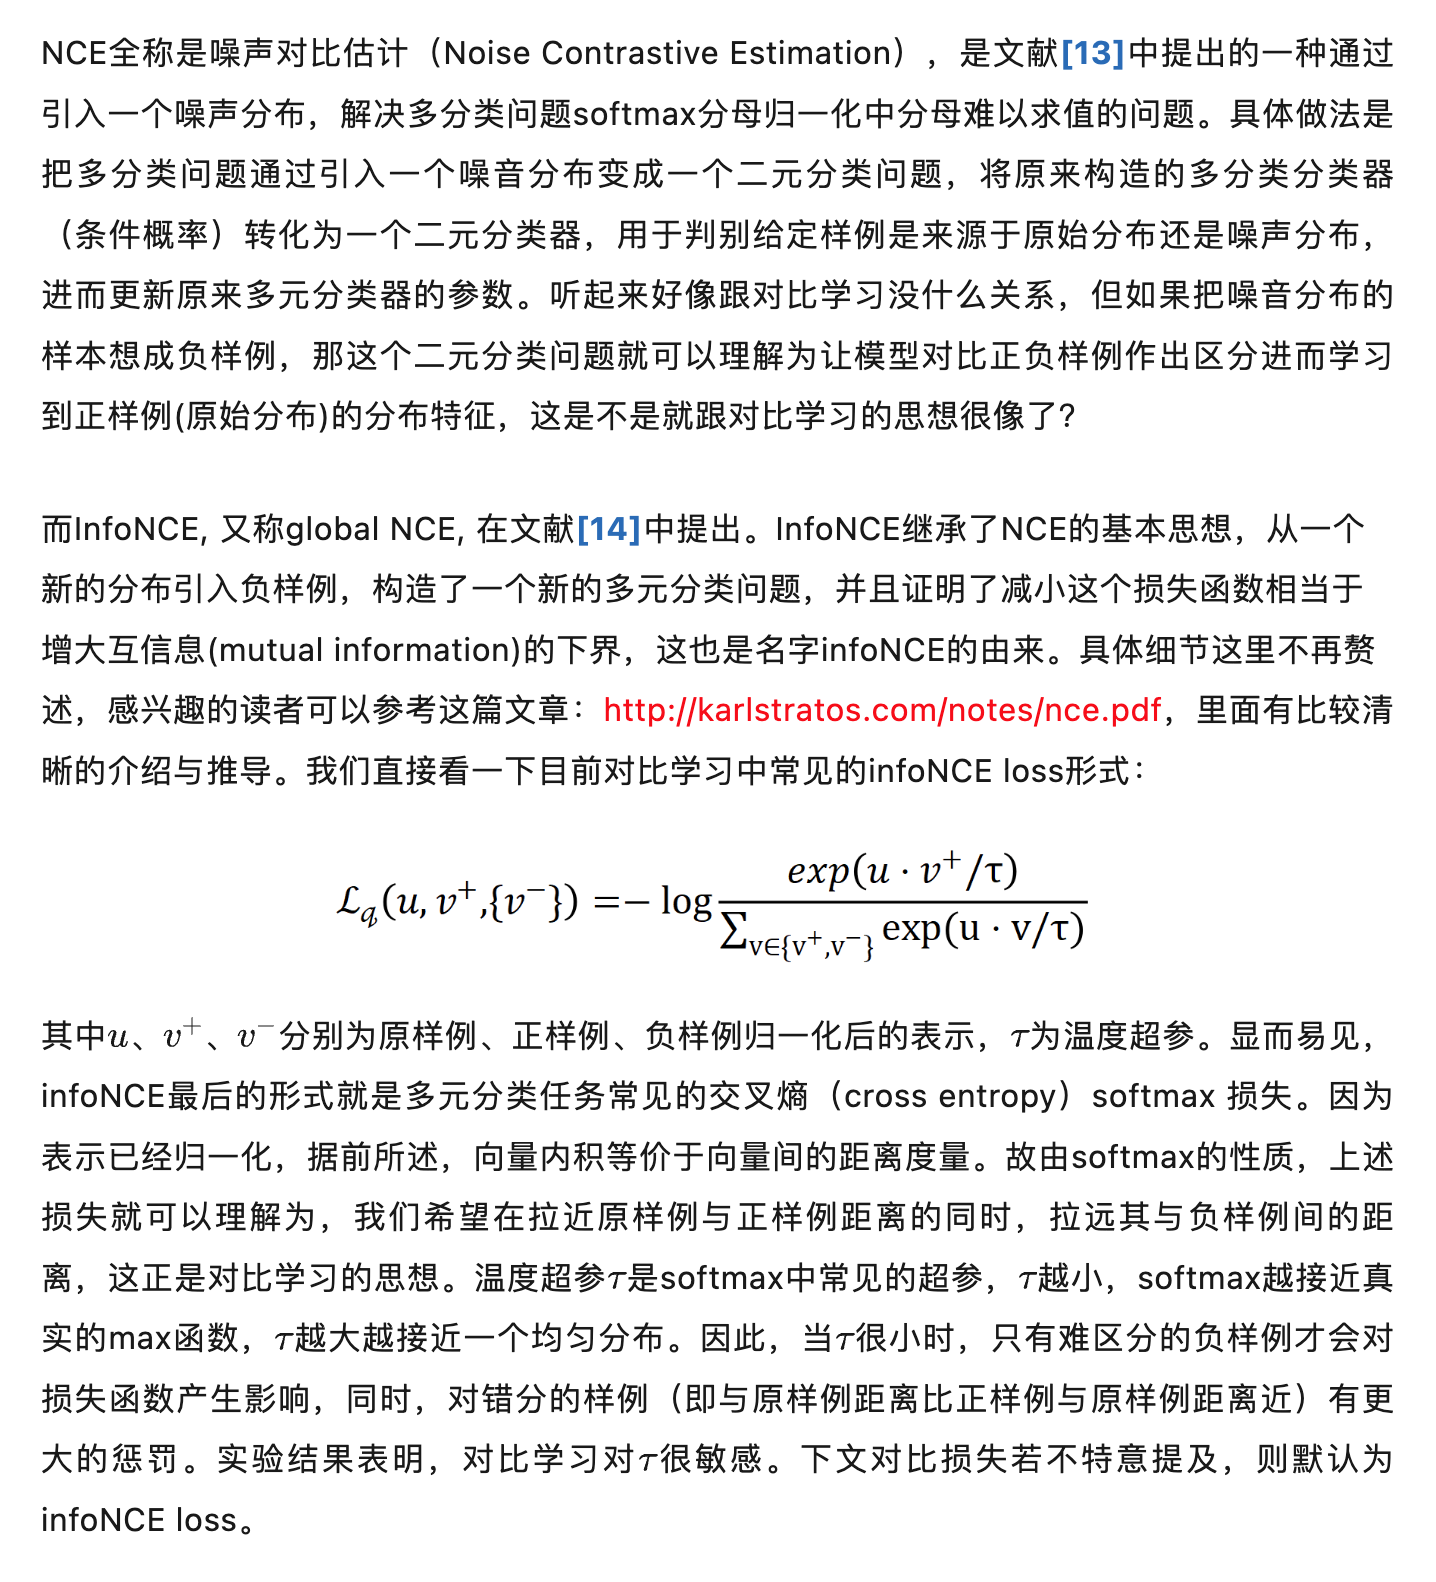 NCE全称是噪声对比估计（Noise Contrastive Estimation），是文献[13]中提出的一种通过
引入一个噪声分布，解决多分类问题softmax分母归一化中分母难以求值的问题。具体做法是
把多分类问题通过引入一个噪音分布变成一个二元分类问题，将原来构造的多分类分类器
（条件概率）转化为一个二元分类器，用于判别给定样例是来源于原始分布还是噪声分布，
进而更新原来多元分类器的参数。听起来好像跟对比学习没什么关系，但如果把噪音分布的
样本想成负样例，那这个二元分类问题就可以理解为让模型对比正负样例作出区分进而学习
到正样例(原始分布)的分布特征，这是不是就跟对比学习的思想很像了？
而InfoNCE, 又称global NCE, 在文献[14]中提出。InfoNCE继承了NCE的基本思想，从一个
新的分布引入负样例，构造了一个新的多元分类问题，并且证明了减小这个损失函数相当于
增大互信息(mutual information)的下界，这也是名字infoNCE的由来。具体细节这里不再赘
述，感兴趣的读者可以参考这篇文章：http://karlstratos.com/notes/nce.pdf，里面有比较清
晰的介绍与推导。我们直接看一下目前对比学习中常见的infoNCE loss形式：
ℒ_q(u, v⁺,{v⁻}) =− log exp(u · v⁺/τ) / ∑_{v∈{v⁺,v⁻}} exp(u · v/τ)
其中u、v⁺、v⁻分别为原样例、正样例、负样例归一化后的表示，τ为温度超参。显而易见，
infoNCE最后的形式就是多元分类任务常见的交叉熵（cross entropy）softmax 损失。因为
表示已经归一化，据前所述，向量内积等价于向量间的距离度量。故由softmax的性质，上述
损失就可以理解为，我们希望在拉近原样例与正样例距离的同时，拉远其与负样例间的距
离，这正是对比学习的思想。温度超参τ是softmax中常见的超参，τ越小，softmax越接近真
实的max函数，τ越大越接近一个均匀分布。因此，当τ很小时，只有难区分的负样例才会对
损失函数产生影响，同时，对错分的样例（即与原样例距离比正样例与原样例距离近）有更
大的惩罚。实验结果表明，对比学习对τ很敏感。下文对比损失若不特意提及，则默认为
infoNCE loss。